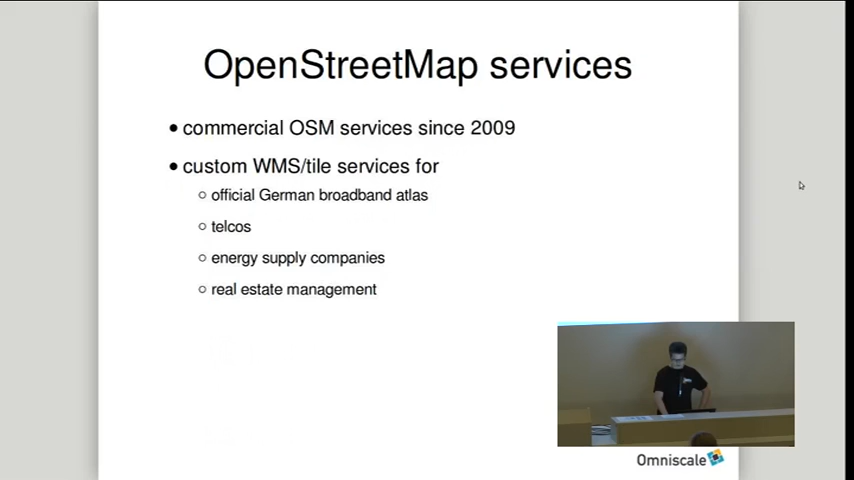 OpenStreetMap services
• commercial OSM services since 2009
• custom WMS/tile services for
○ official German broadband atlas
○ telcos
○ energy supply companies
○ real estate management
Omniscale